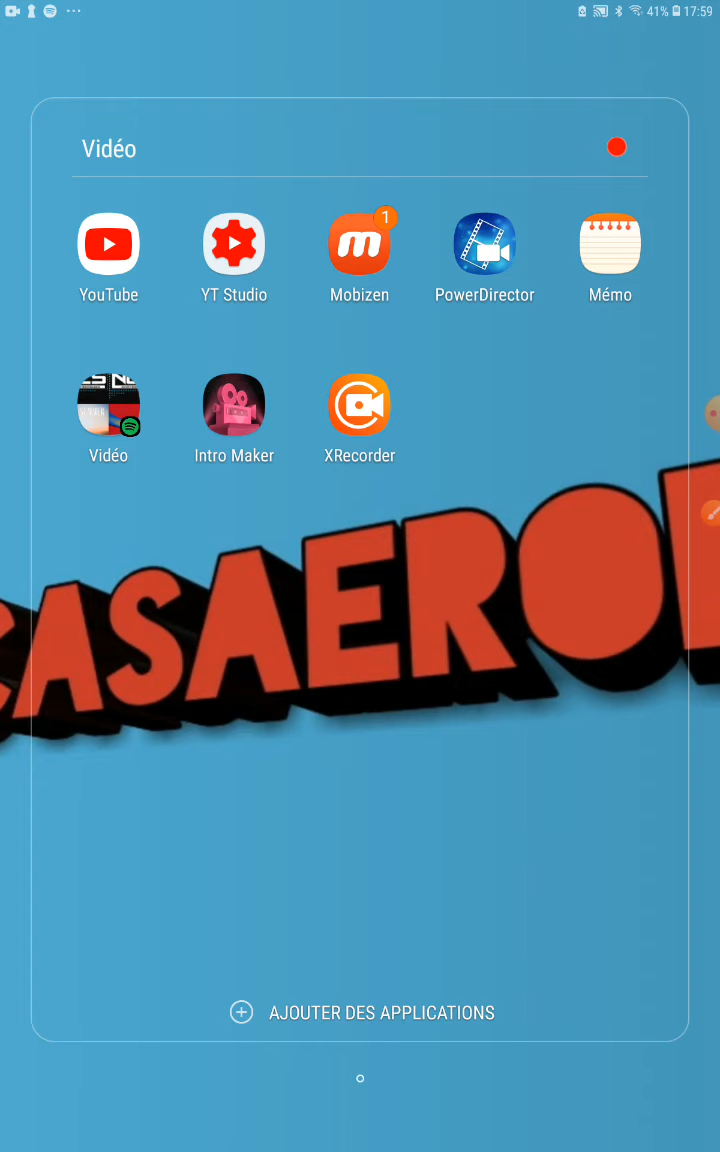 41% 17:59
Vidéo
1
YouTube YT Studio Mobizen PowerDirector Mémo
Vidéo Intro Maker XRecorder
CASAERO
AJOUTER DES APPLICATIONS